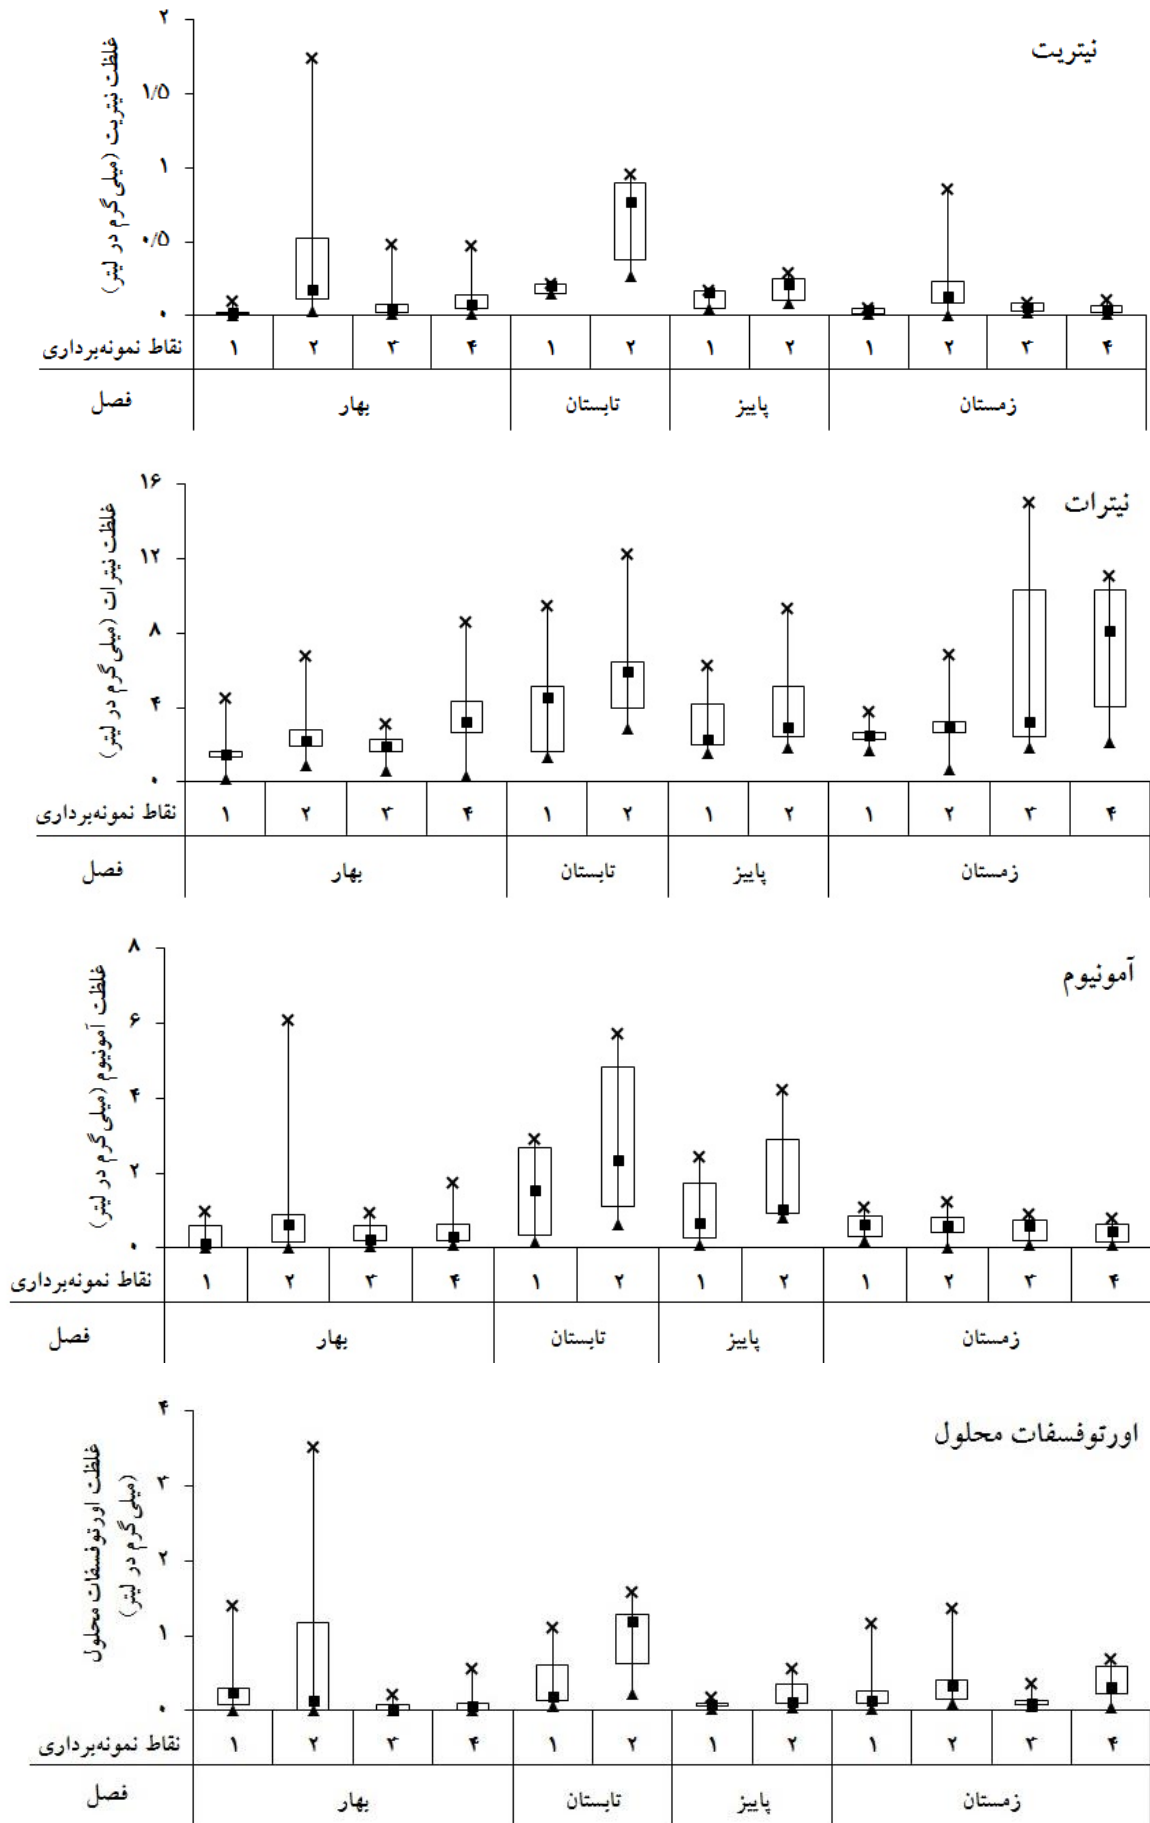 نیتریت
غلظت نیتریت (میلی‌گرم در لیتر)
۲
۱/۵
۱
۰/۵
۰
نقاط نمونه‌برداری ۱ ۲ ۳ ۴ ۱ ۲ ۱ ۲ ۱ ۲ ۳ ۴
فصل بهار تابستان پاییز زمستان
نیترات
غلظت نیترات (میلی‌گرم در لیتر)
۱۶
۱۲
۸
۴
۰
نقاط نمونه‌برداری ۱ ۲ ۳ ۴ ۱ ۲ ۱ ۲ ۱ ۲ ۳ ۴
فصل بهار تابستان پاییز زمستان
آمونیوم
غلظت آمونیوم (میلی‌گرم در لیتر)
۸
۶
۴
۲
۰
نقاط نمونه‌برداری ۱ ۲ ۳ ۴ ۱ ۲ ۱ ۲ ۱ ۲ ۳ ۴
فصل بهار تابستان پاییز زمستان
اورتوفسفات محلول
غلظت اورتوفسفات محلول
(میلی‌گرم در لیتر)
۴
۳
۲
۱
۰
نقاط نمونه‌برداری ۱ ۲ ۳ ۴ ۱ ۲ ۱ ۲ ۱ ۲ ۳ ۴
فصل بهار تابستان پاییز زمستان